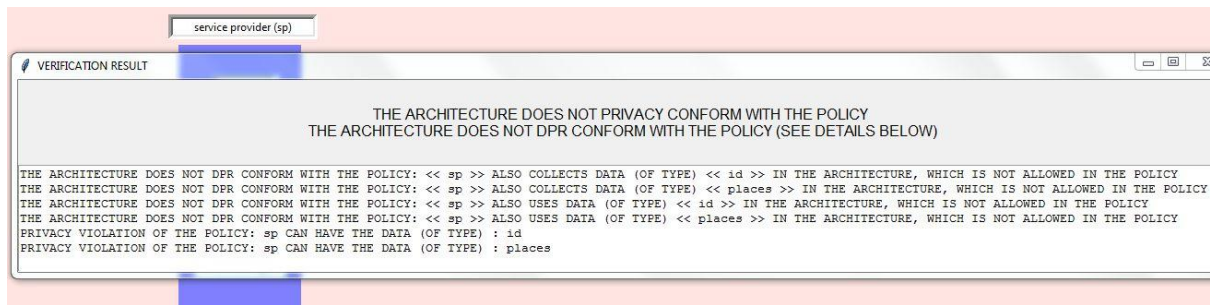 service provider (sp)
VERIFICATION RESULT
THE ARCHITECTURE DOES NOT PRIVACY CONFORM WITH THE POLICY
THE ARCHITECTURE DOES NOT DPR CONFORM WITH THE POLICY (SEE DETAILS BELOW)
THE ARCHITECTURE DOES NOT DPR CONFORM WITH THE POLICY: << sp >> ALSO COLLECTS DATA (OF TYPE) << id >> IN THE ARCHITECTURE, WHICH IS NOT ALLOWED IN THE POLICY
THE ARCHITECTURE DOES NOT DPR CONFORM WITH THE POLICY: << sp >> ALSO COLLECTS DATA (OF TYPE) << places >> IN THE ARCHITECTURE, WHICH IS NOT ALLOWED IN THE POLICY
THE ARCHITECTURE DOES NOT DPR CONFORM WITH THE POLICY: << sp >> ALSO USES DATA (OF TYPE) << id >> IN THE ARCHITECTURE, WHICH IS NOT ALLOWED IN THE POLICY
THE ARCHITECTURE DOES NOT DPR CONFORM WITH THE POLICY: << sp >> ALSO USES DATA (OF TYPE) << places >> IN THE ARCHITECTURE, WHICH IS NOT ALLOWED IN THE POLICY
PRIVACY VIOLATION OF THE POLICY: sp CAN HAVE THE DATA (OF TYPE) : id
PRIVACY VIOLATION OF THE POLICY: sp CAN HAVE THE DATA (OF TYPE) : places